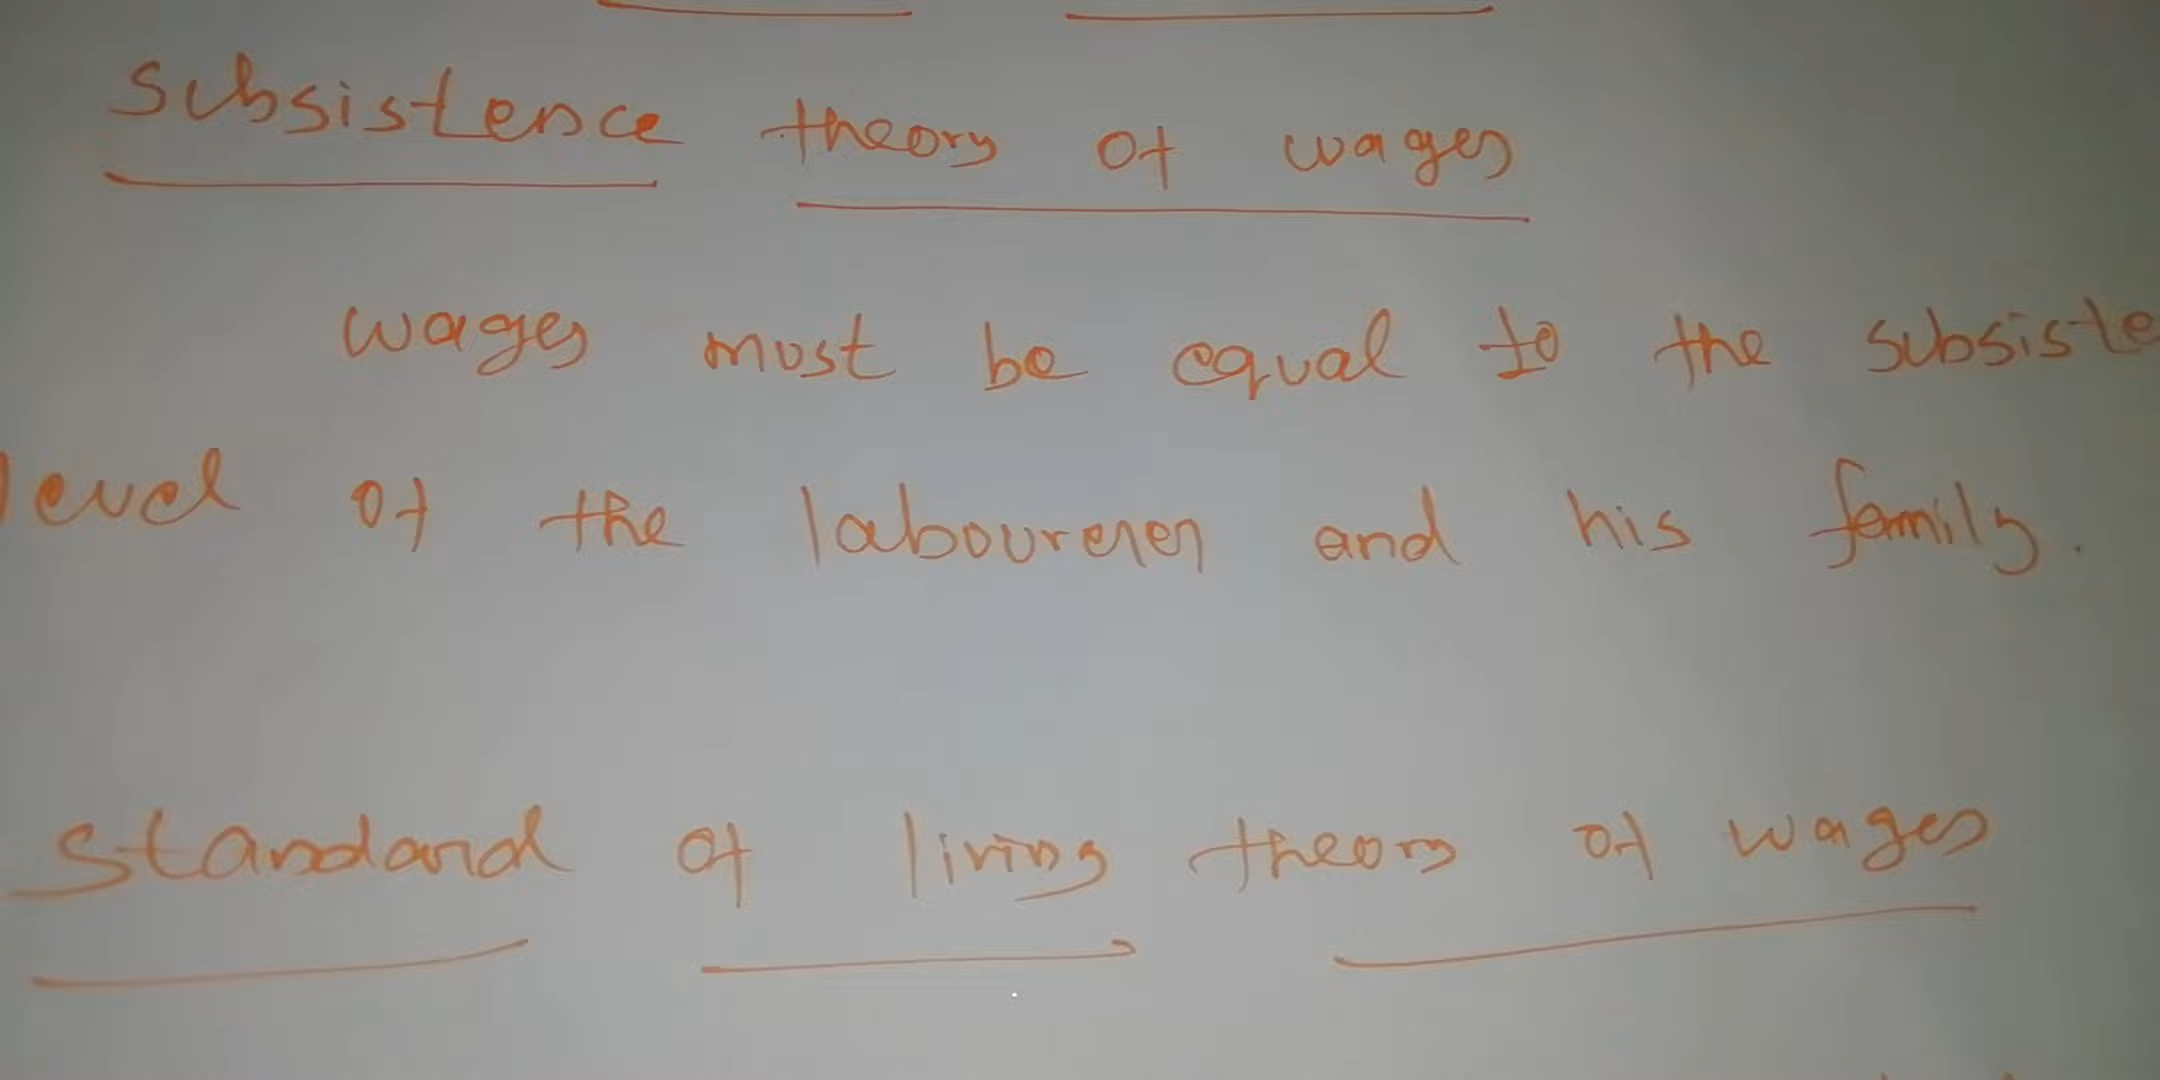 Subsistence theory of wages
wages must be equal to the subsiste
level of the labourerer and his family.
Standard of living theory of wages